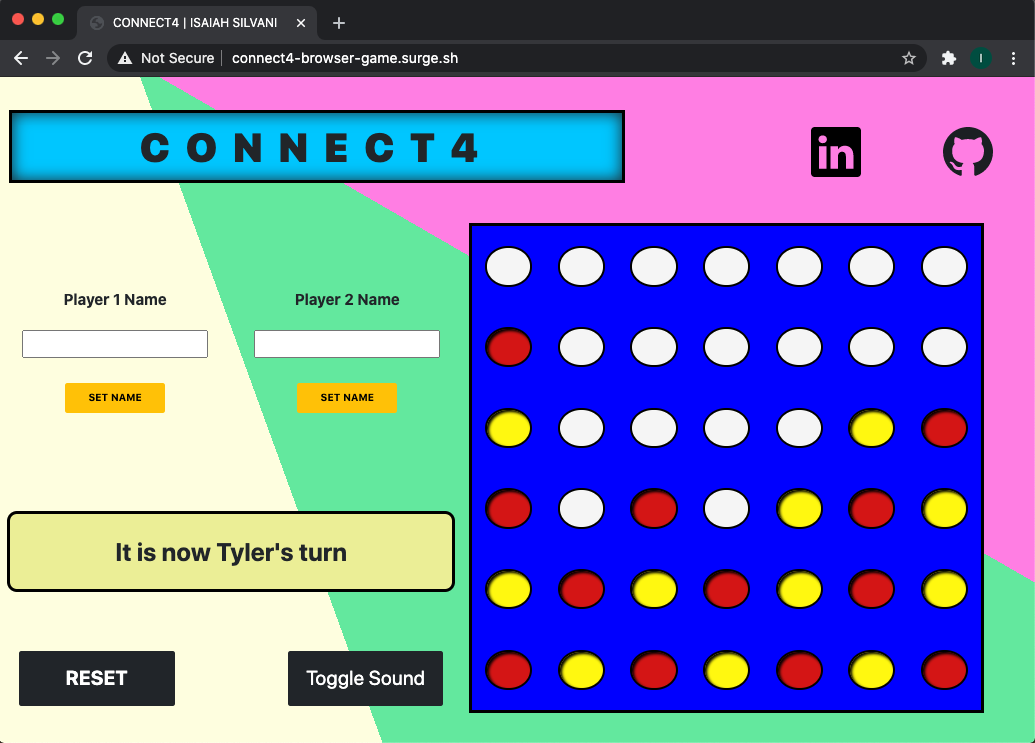 CONNECT4 | ISAIAH SILVANI
Not Secure | connect4-browser-game.surge.sh
I
CONNECT4
in
Player 1 Name
Player 2 Name
SET NAME
SET NAME
It is now Tyler's turn
RESET
Toggle Sound